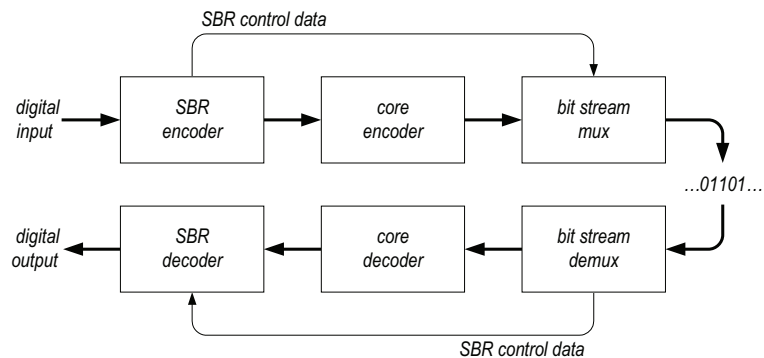 SBR control data
digital
input
SBR
encoder
core
encoder
bit stream
mux
…01101…
digital
output
SBR
decoder
core
decoder
bit stream
demux
SBR control data